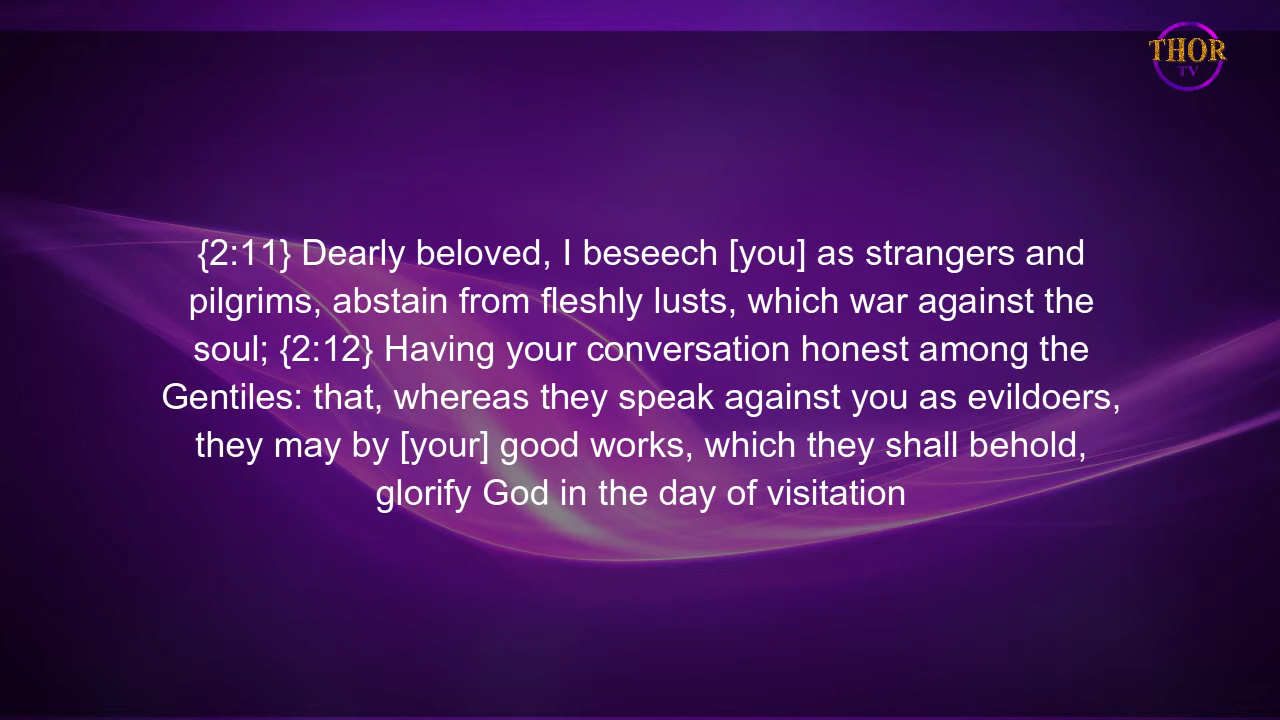 THOR
TV
{2:11} Dearly beloved, I beseech [you] as strangers and
pilgrims, abstain from fleshly lusts, which war against the
soul; {2:12} Having your conversation honest among the
Gentiles: that, whereas they speak against you as evildoers,
they may by [your] good works, which they shall behold,
glorify God in the day of visitation